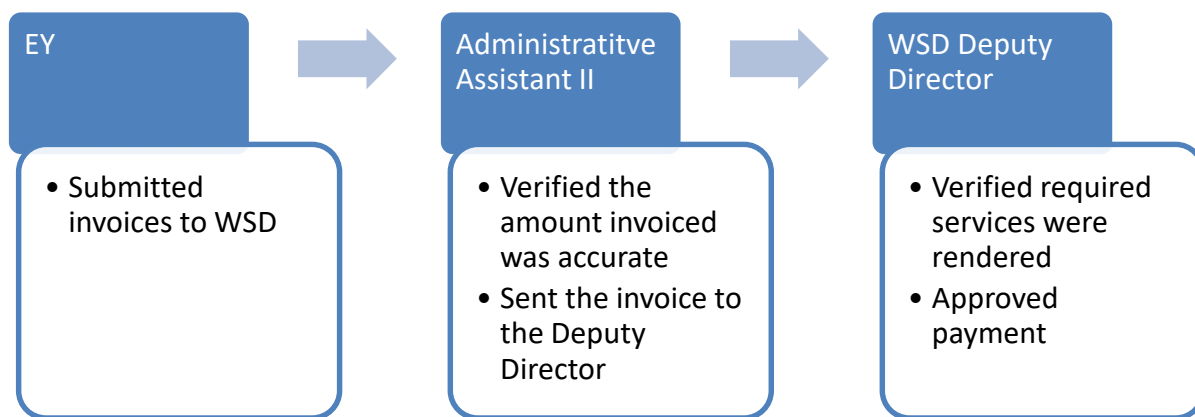 EY
• Submitted
invoices to WSD
Administratitve
Assistant II
• Verified the
amount invoiced
was accurate
• Sent the invoice to
the Deputy
Director
WSD Deputy
Director
• Verified required
services were
rendered
• Approved
payment